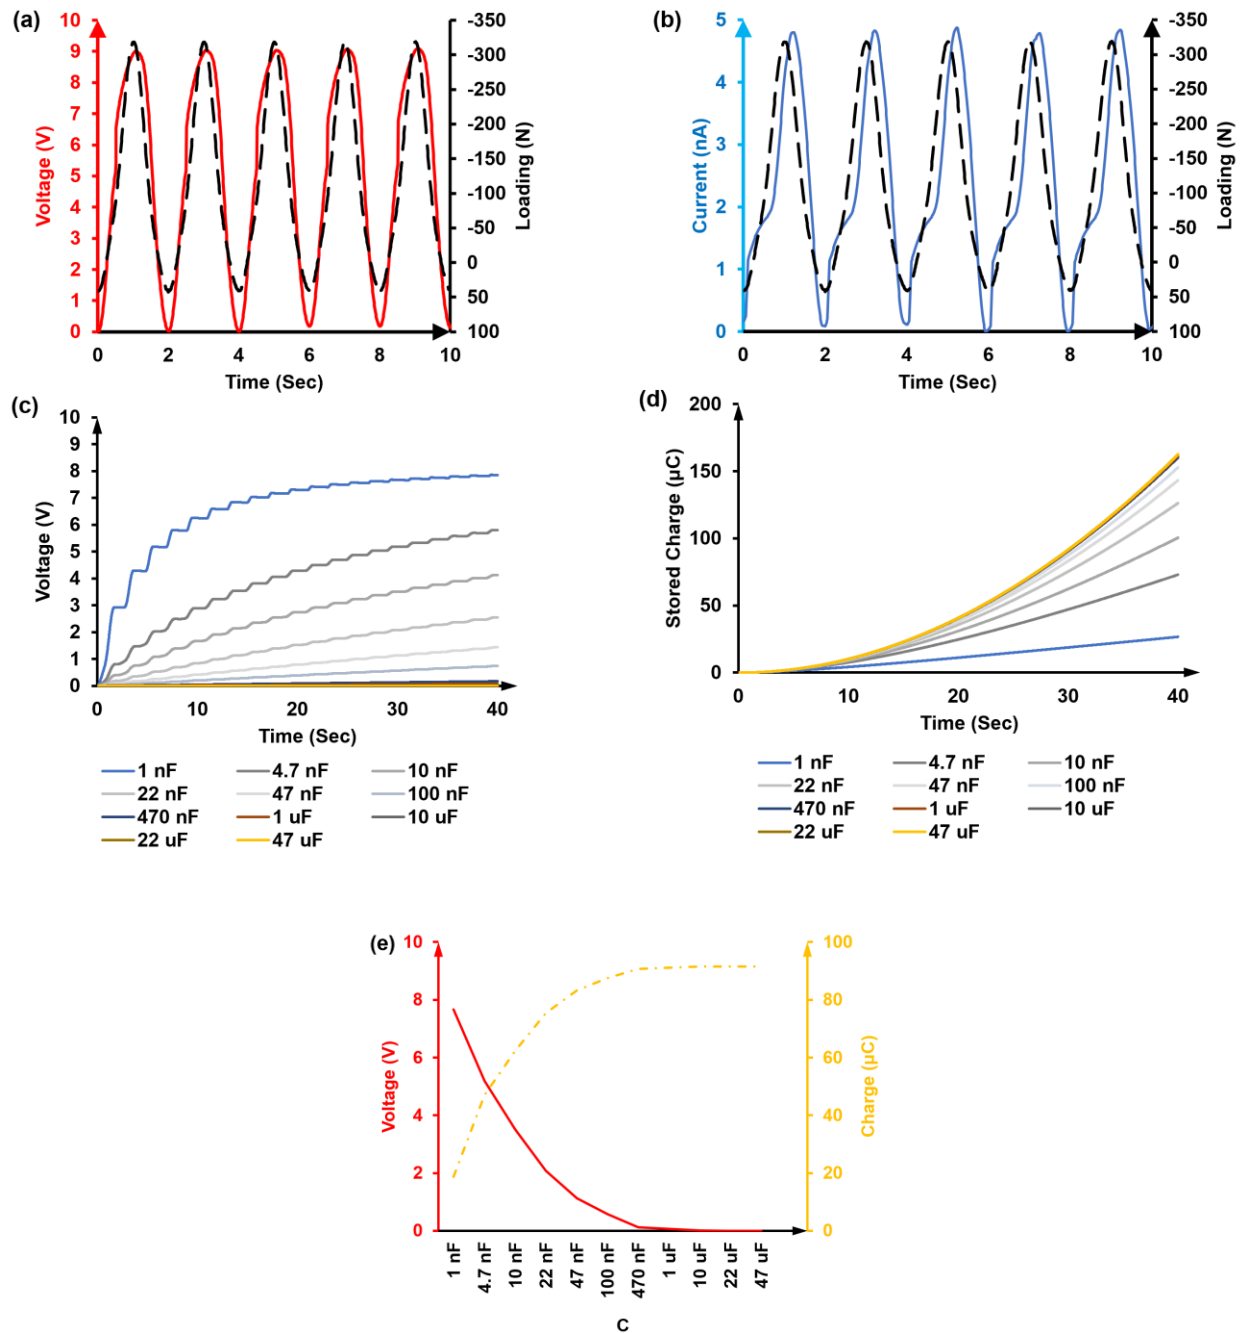 (a)
10
9
8
7
6
5
4
3
2
1
0
Voltage (V)
-350
-300
-250
-200
-150
-100
-50
0
50
100
Loading (N)
0 2 4 6 8 10
Time (Sec)
(b)
5
4
3
2
1
0
Current (nA)
-350
-300
-250
-200
-150
-100
-50
0
50
100
Loading (N)
0 2 4 6 8 10
Time (Sec)
(c)
10
9
8
7
6
5
4
3
2
1
0
Voltage (V)
0 10 20 30 40
Time (Sec)
1 nF 4.7 nF 10 nF
22 nF 47 nF 100 nF
470 nF 1 uF 10 uF
22 uF 47 uF
(d)
200
150
100
50
0
Stored Charge (µC)
0 10 20 30 40
Time (Sec)
1 nF 4.7 nF 10 nF
22 nF 47 nF 100 nF
470 nF 1 uF 10 uF
22 uF 47 uF
(e)
10
8
6
4
2
0
Voltage (V)
100
80
60
40
20
0
Charge (µC)
1 nF
4.7 nF
10 nF
22 nF
47 nF
100 nF
470 nF
1 uF
10 uF
22 uF
47 uF
C